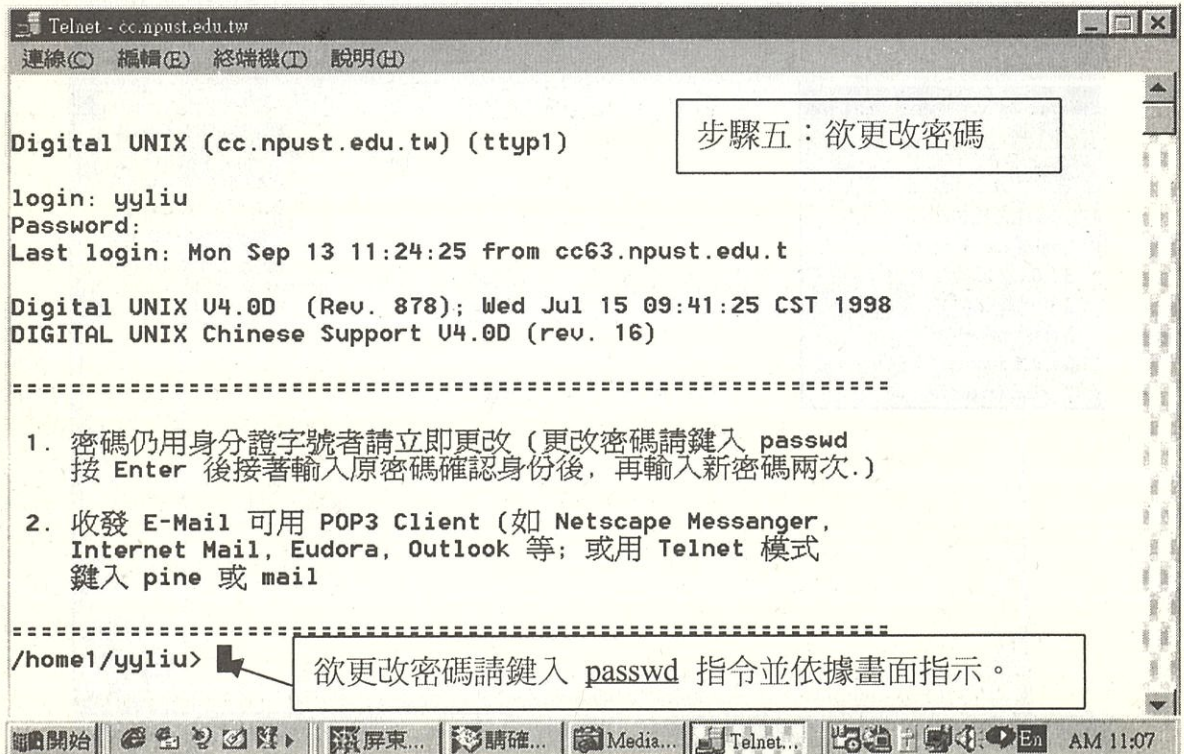 Telnet - cc.npust.edu.tw
連線(C) 編輯(E) 終端機(T) 說明(H)
步驟五：欲更改密碼
Digital UNIX (cc.npust.edu.tw) (ttyp1)
login: yyliu
Password:
Last login: Mon Sep 13 11:24:25 from cc63.npust.edu.t
Digital UNIX V4.0D (Rev. 878); Wed Jul 15 09:41:25 CST 1998
DIGITAL UNIX Chinese Support V4.0D (rev. 16)
============================================================
1. 密碼仍用身分證字號者請立即更改 (更改密碼請鍵入 passwd
按 Enter 後接著輸入原密碼確認身份後, 再輸入新密碼兩次.)
2. 收發 E-Mail 可用 POP3 Client (如 Netscape Messanger,
Internet Mail, Eudora, Outlook 等; 或用 Telnet 模式
鍵入 pine 或 mail
============================================================
/home1/yyliu>
欲更改密碼請鍵入 passwd 指令並依據畫面指示。
開始 屏東... 請確... Media... Telnet... En AM 11:07